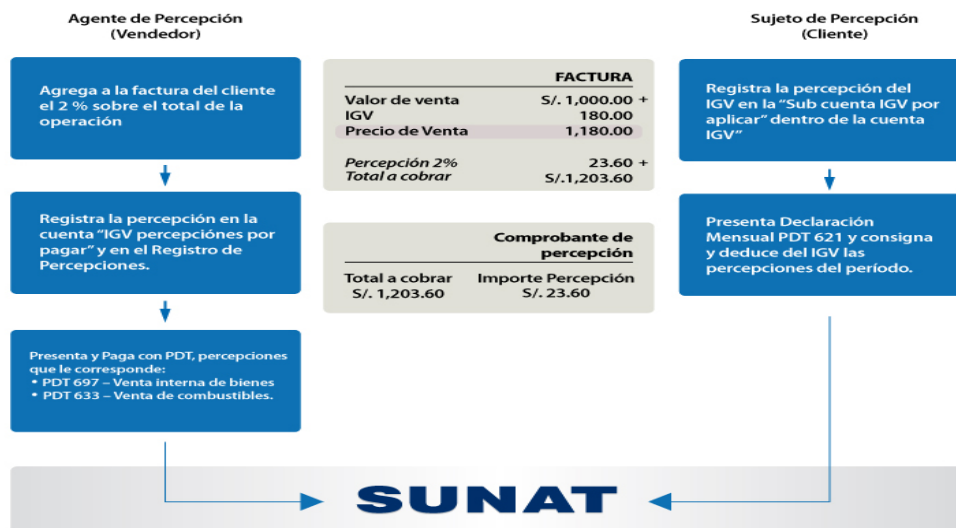 Agente de Percepción
(Vendedor)
Agrega a la factura del cliente
el 2 % sobre el total de la
operación
Registra la percepción en la
cuenta "IGV percepciónes por
pagar" y en el Registro de
Percepciones.
Presenta y Paga con PDT, percepciones
que le corresponde:
• PDT 697 – Venta interna de bienes
• PDT 633 – Venta de combustibles.
FACTURA
Valor de venta S/. 1,000.00 +
IGV 180.00
Precio de Venta 1,180.00
Percepción 2% 23.60 +
Total a cobrar S/.1,203.60
Comprobante de
percepción
Total a cobrar Importe Percepción
S/. 1,203.60 S/. 23.60
Sujeto de Percepción
(Cliente)
Registra la percepción del
IGV en la "Sub cuenta IGV por
aplicar" dentro de la cuenta
IGV"
Presenta Declaración
Mensual PDT 621 y consigna
y deduce del IGV las
percepciones del período.
SUNAT